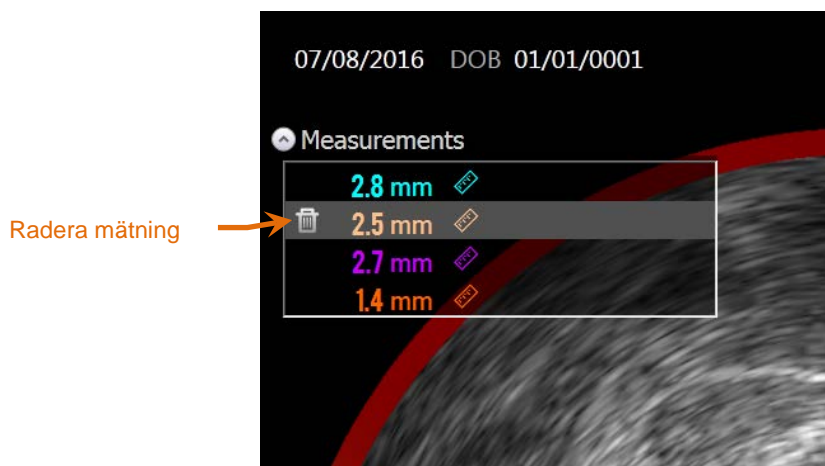 07/08/2016 DOB 01/01/0001
Measurements
2.8 mm
Radera mätning
2.5 mm
2.7 mm
1.4 mm